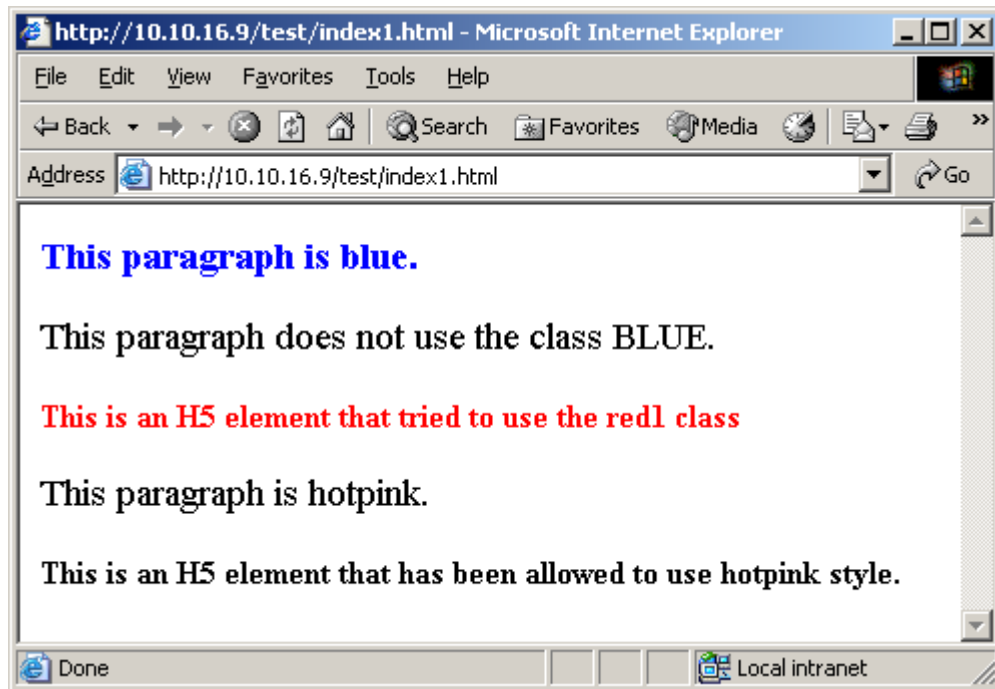 http://10.10.16.9/test/index1.html - Microsoft Internet Explorer
File Edit View Favorites Tools Help
Back Search Favorites Media »
Address http://10.10.16.9/test/index1.html Go
This paragraph is blue.
This paragraph does not use the class BLUE.
This is an H5 element that tried to use the red1 class
This paragraph is hotpink.
This is an H5 element that has been allowed to use hotpink style.
Done Local intranet